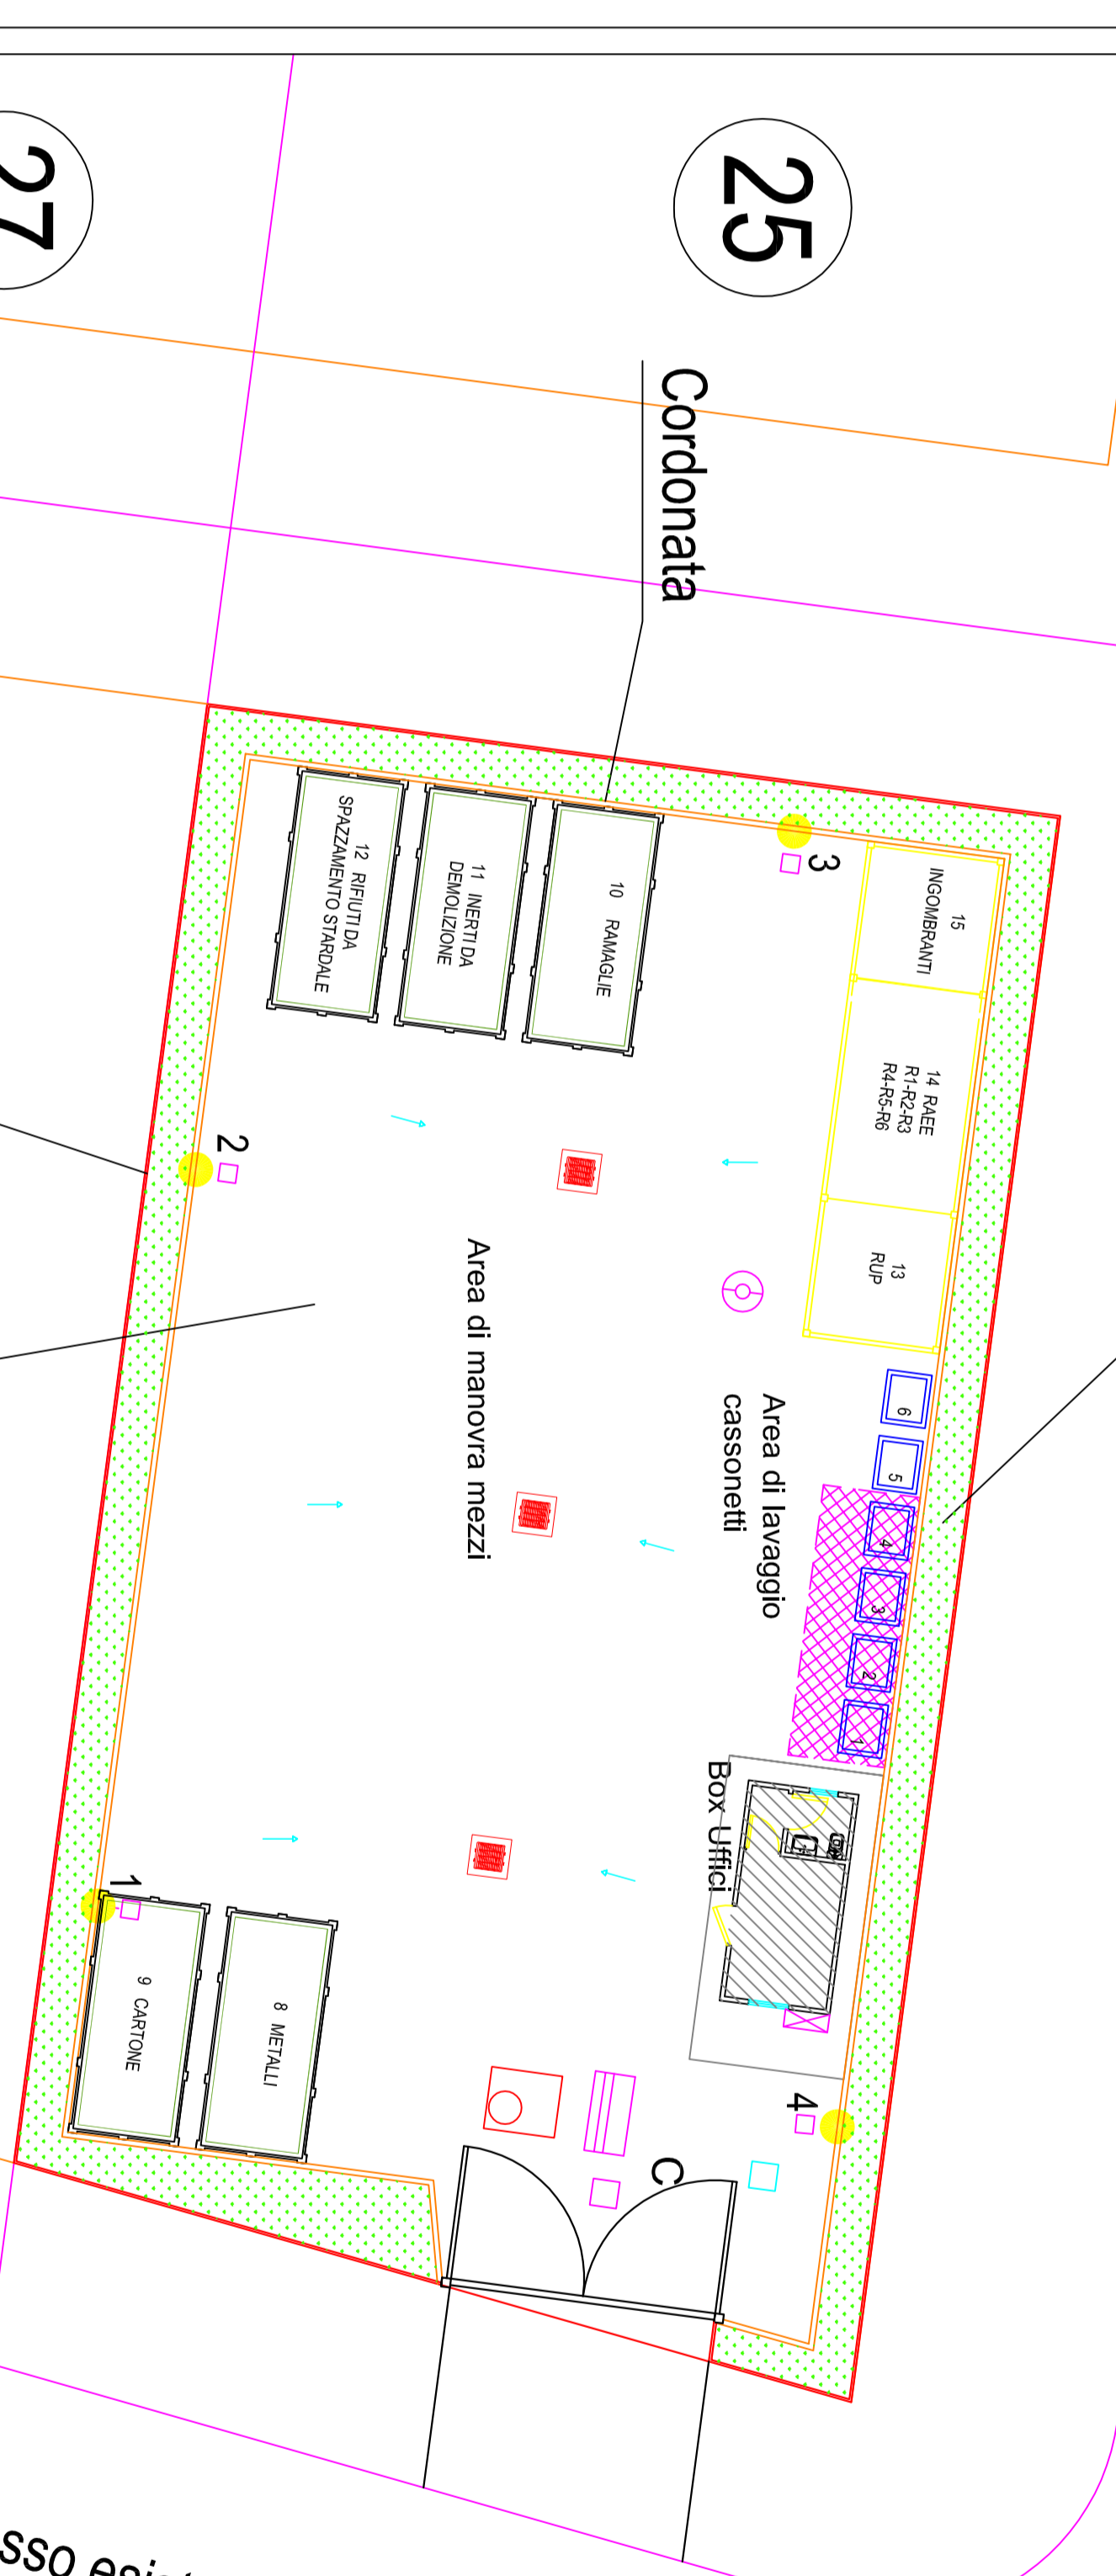 27
25
Cordonata
3
15
INGOMBRANTI
14 RAEE
R1-R2-R3
R4-R5-R6
13
RUP
10 RAMAGLIE
11 INERTI DA
DEMOLIZIONE
12 RIFIUTI DA
SPAZZAMENTO STARDALE
2
Area di manovra mezzi
Area di lavaggio
cassonetti
6
5
4
3
2
1
Box Uffici
1
9 CARTONE
8 METALLI
4
C